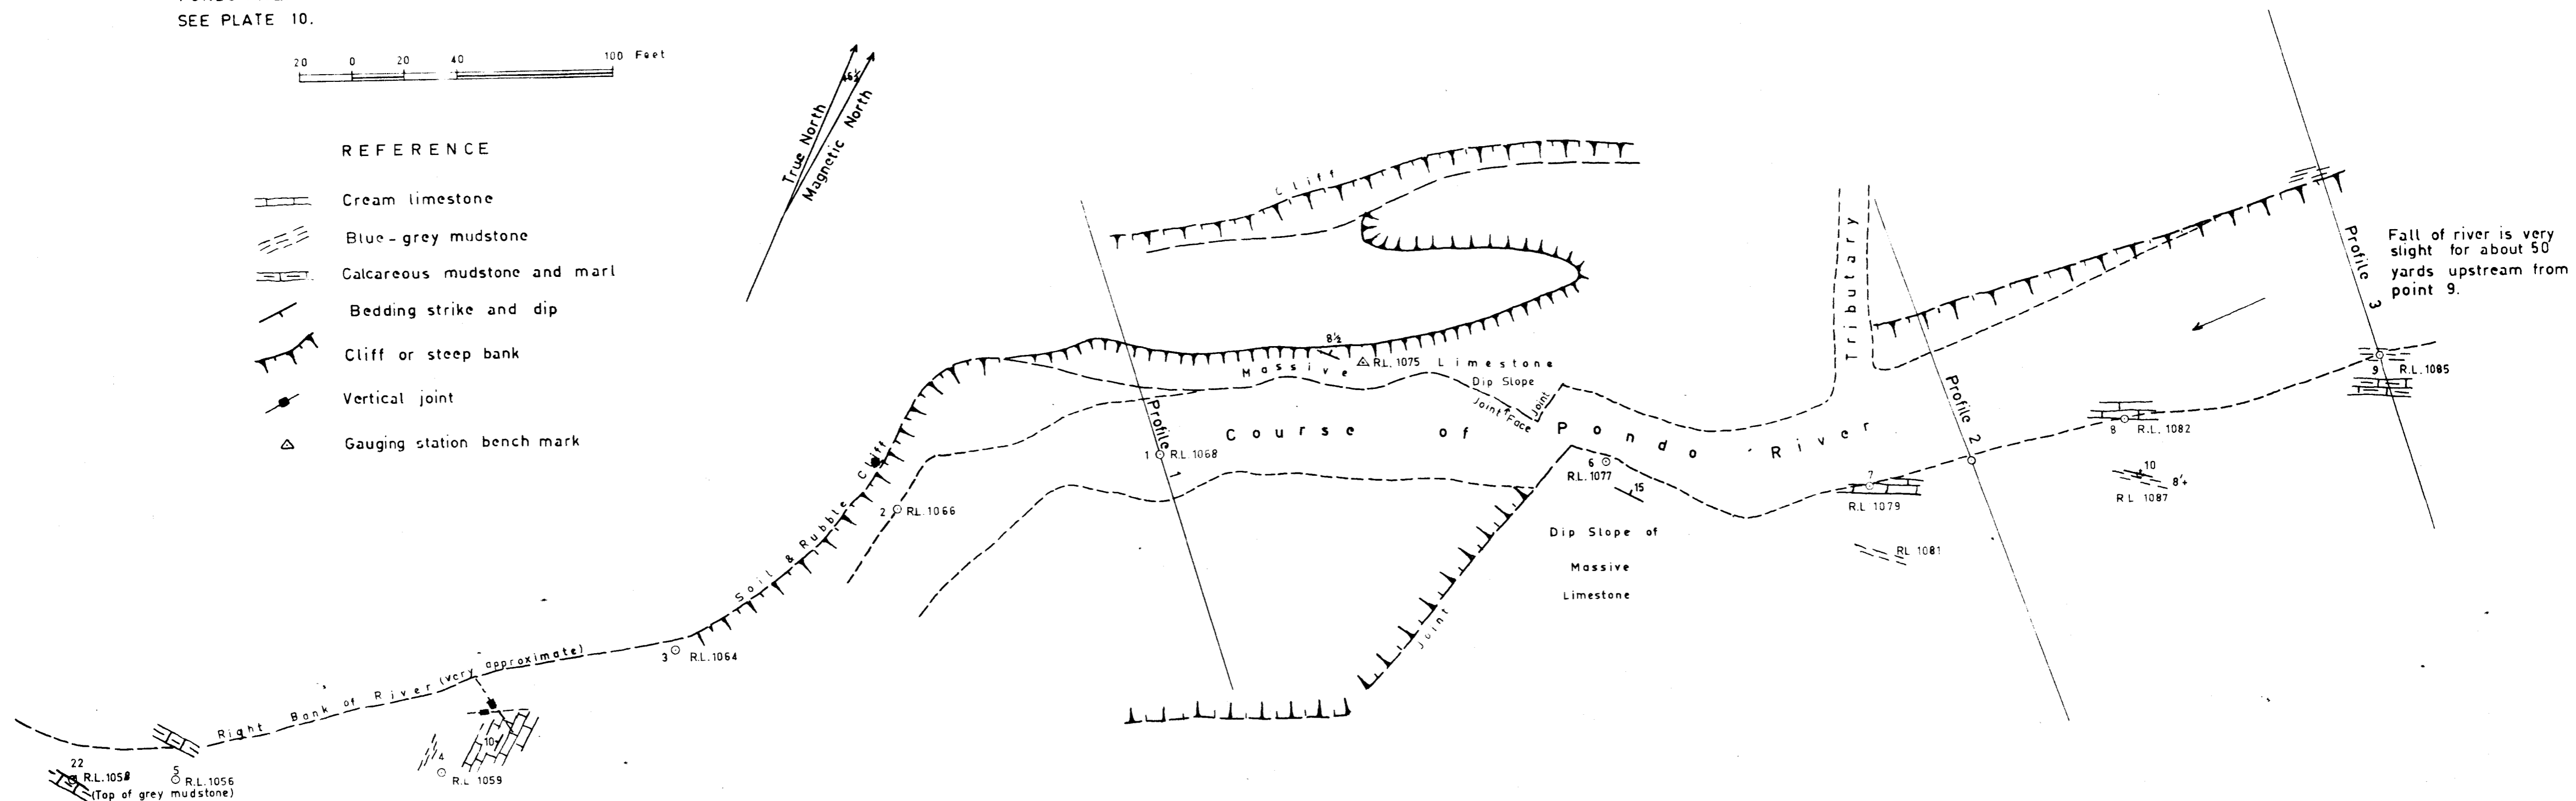 SEE PLATE 10.
20 0 20 40 100 Feet
True North
Magnetic North
REFERENCE
Cream limestone
Blue-grey mudstone
Calcareous mudstone and marl
Bedding strike and dip
Cliff or steep bank
Vertical joint
Gauging station bench mark
Cliff
Tributary
Profile 3
Fall of river is very
slight for about 50
yards upstream from
point 9.
8½
R.L. 1075
Massive Limestone
Dip Slope
Joint Face
Joint
Profile 1
Course of Pondo River
Profile 2
9 R.L. 1085
8 R.L. 1082
10
8'+
RL 1087
7
R.L 1079
RL 1081
1 R.L. 1068
6
R.L. 1077
15
Dip Slope of
Massive
Limestone
Joint
Soil & Rubble Cliff
2 R.L. 1066
3 R.L. 1064
Right Bank of River (very approximate)
10
4
R.L 1059
22
R.L. 1058
5
R.L. 1056
(Top of grey mudstone)